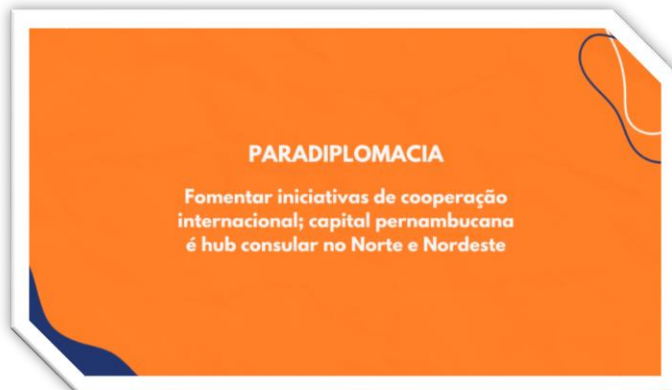 PARADIPLOMACIA
Fomentar iniciativas de cooperação
internacional; capital pernambucana
é hub consular no Norte e Nordeste